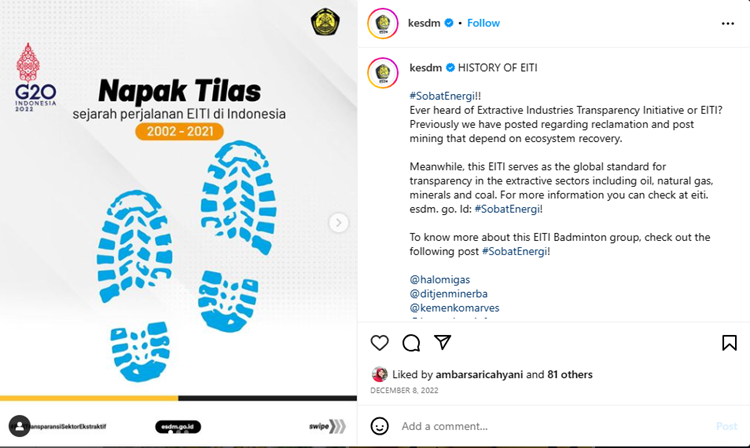 G20
INDONESIA
2022
Napak Tilas
sejarah perjalanan EITI di Indonesia
2002 - 2021
ransparansiSektorEkstraktif
esdm.go.id
swipe
kesdm • Follow
kesdm HISTORY OF EITI
#SobatEnergi!!
Ever heard of Extractive Industries Transparency Initiative or EITI?
Previously we have posted regarding reclamation and post
mining that depend on ecosystem recovery.
Meanwhile, this EITI serves as the global standard for
transparency in the extractive sectors including oil, natural gas,
minerals and coal. For more information you can check at eiti.
esdm. go. Id: #SobatEnergi!
To know more about this EITI Badminton group, check out the
following post #SobatEnergi!
@halomigas
@ditjenminerba
@kemenkomarves
Liked by ambarsaricahyani and 81 others
DECEMBER 8, 2022
Add a comment...
Post